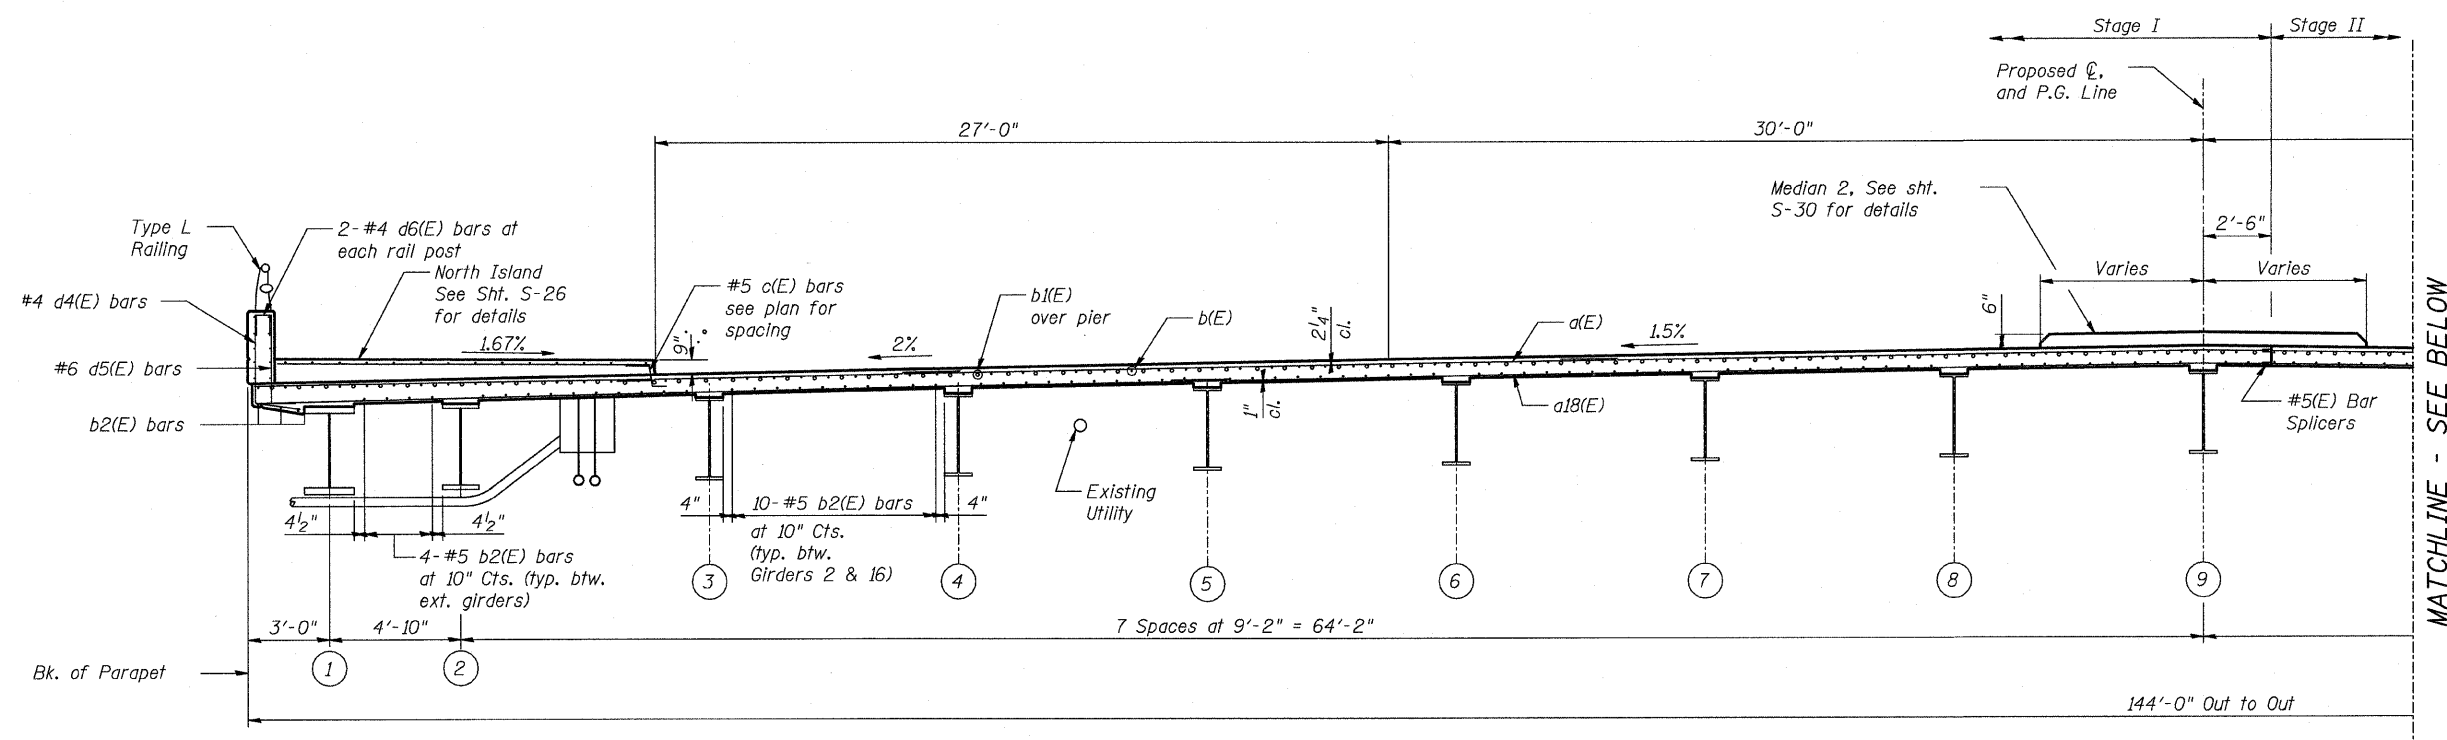 Stage I
Stage II
Proposed ℄,
and P.G. Line
27'-0"
30'-0"
Median 2, See sht.
S-30 for details
2'-6"
Varies
Varies
6"
Type L
Railing
2-#4 d6(E) bars at
each rail post
North Island
See Sht. S-26
for details
#4 d4(E) bars
#6 d5(E) bars
b2(E) bars
1.67%
#5 c(E) bars
see plan for
spacing
9"
2%
b1(E)
over pier
b(E)
2¼"
cl.
a(E)
1.5%
1"
cl.
a18(E)
#5(E) Bar
Splicers
MATCHLINE - SEE BELOW
Existing
Utility
4½"
4½"
4-#5 b2(E) bars
at 10" Cts. (typ. btw.
ext. girders)
4"
10-#5 b2(E) bars
4"
at 10" Cts.
(typ. btw.
Girders 2 & 16)
3
4
5
6
7
8
9
3'-0"
4'-10"
7 Spaces at 9'-2" = 64'-2"
1
2
Bk. of Parapet
144'-0" Out to Out